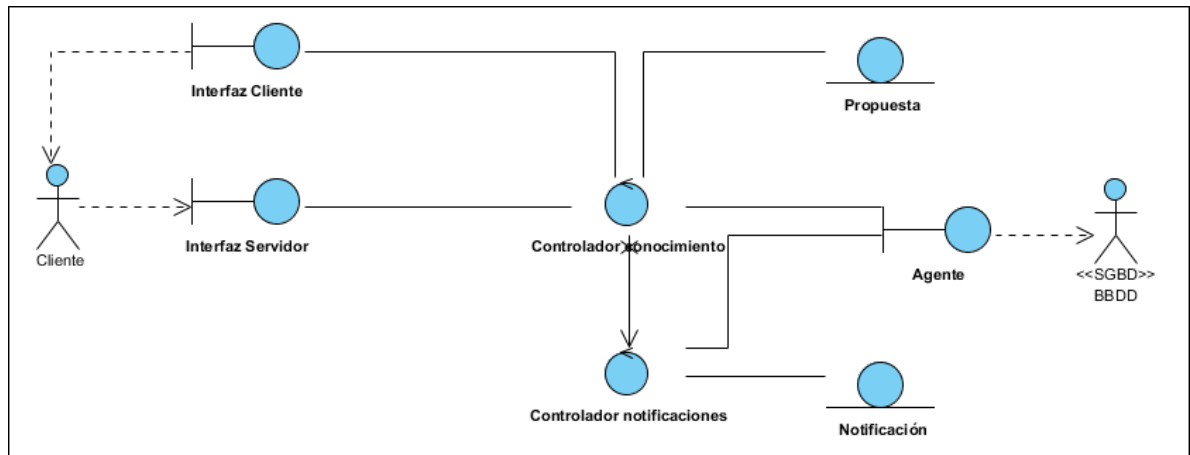 Interfaz Cliente
Propuesta
Cliente
Interfaz Servidor
Controlador conocimiento
Agente
<<SGBD>>
BBDD
Controlador notificaciones
Notificación